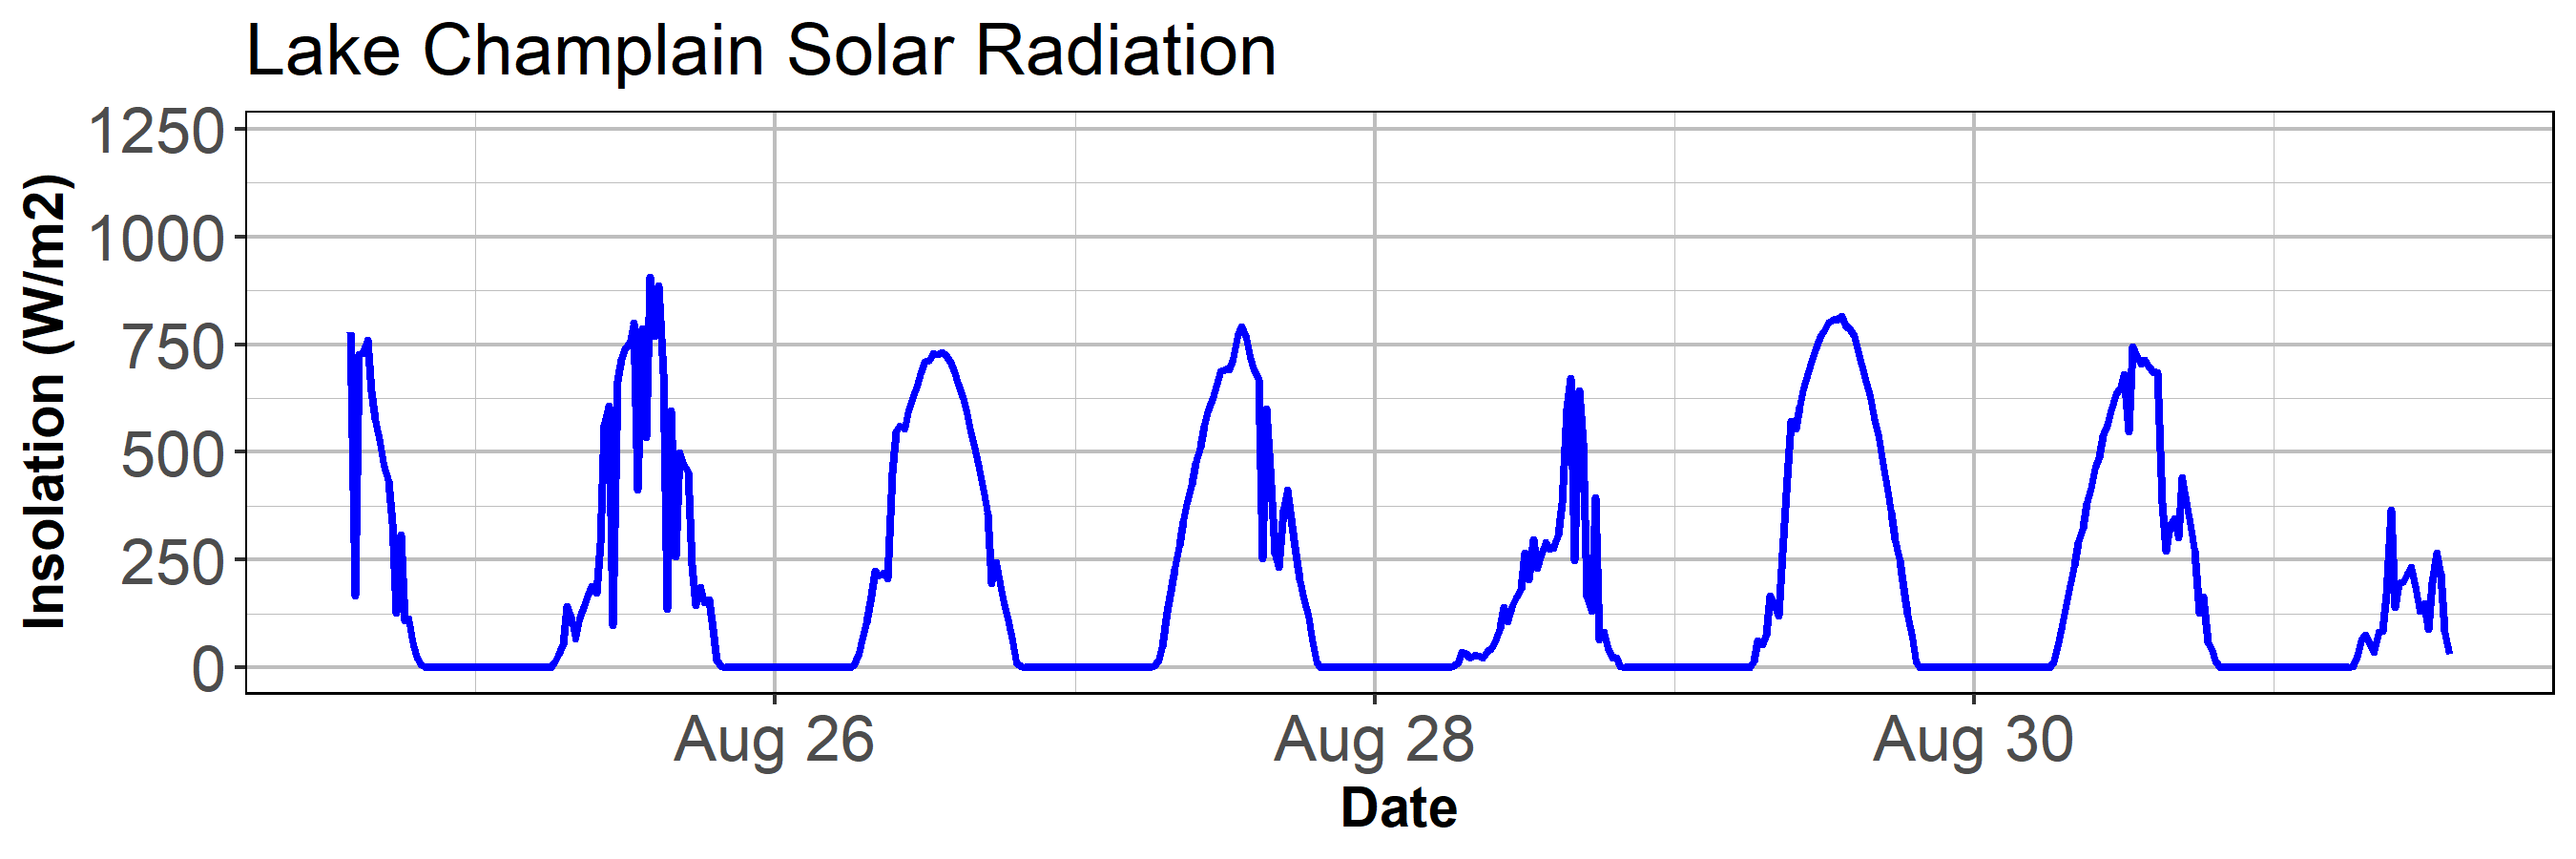 Lake Champlain Solar Radiation
Insolation (W/m2)
1250
1000
750
500
250
0
Aug 26
Aug 28
Aug 30
Date